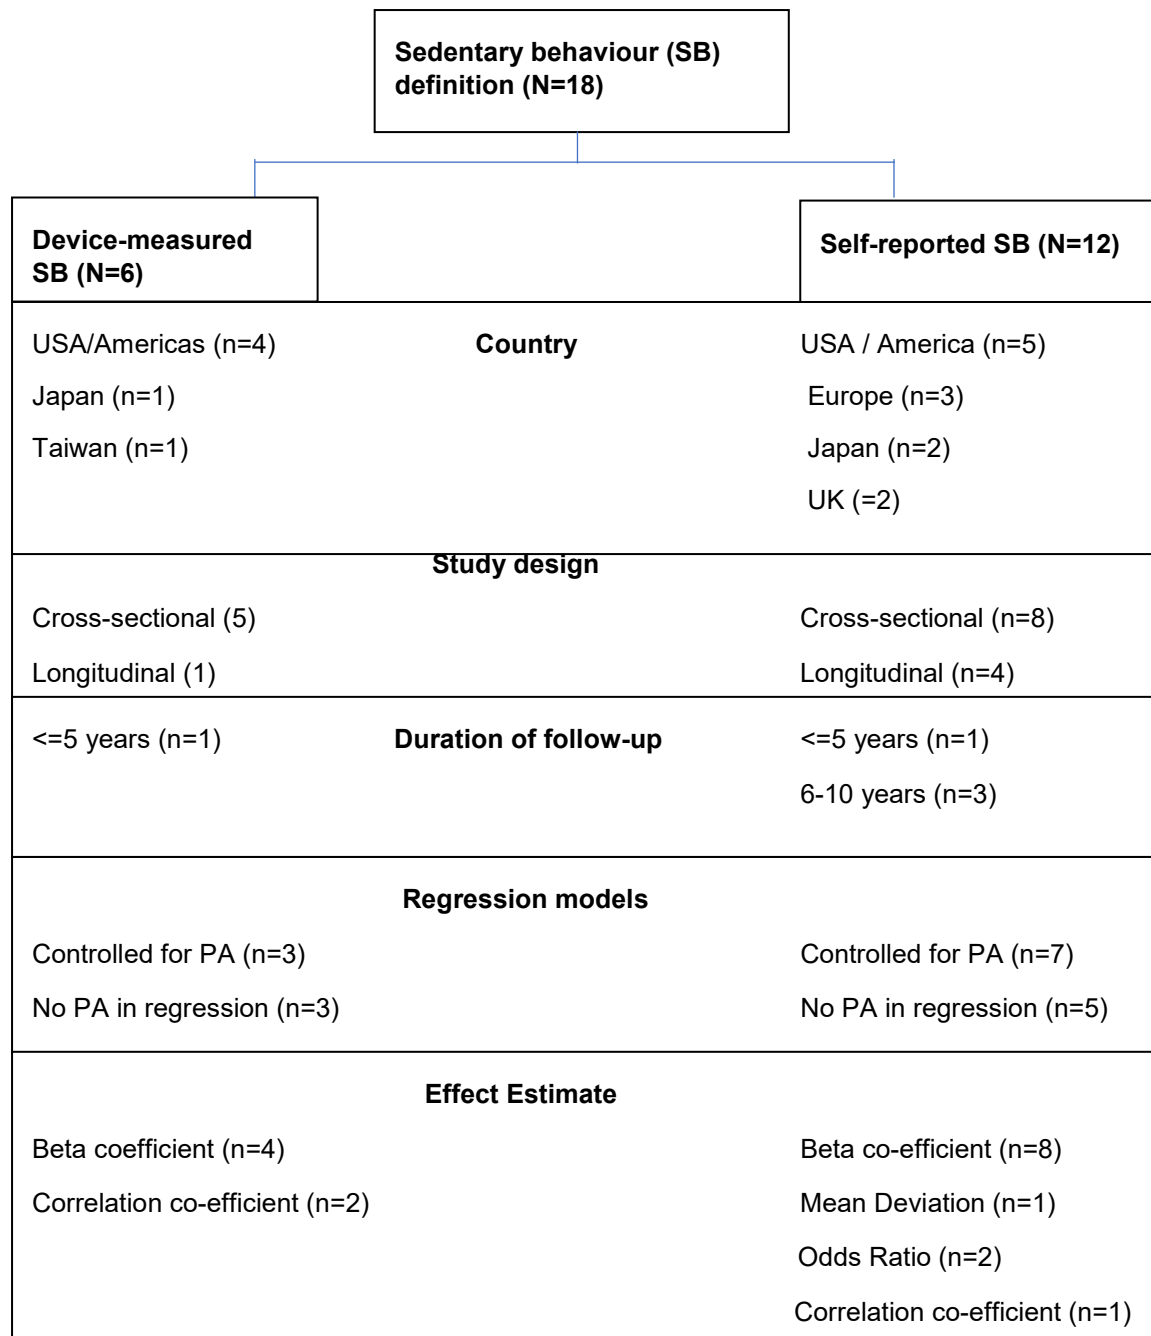 Sedentary behaviour (SB)
definition (N=18)
Device-measured
SB (N=6)
Self-reported SB (N=12)
USA/Americas (n=4)
Country
USA / America (n=5)
Japan (n=1)
Europe (n=3)
Taiwan (n=1)
Japan (n=2)
UK (=2)
Study design
Cross-sectional (5)
Cross-sectional (n=8)
Longitudinal (1)
Longitudinal (n=4)
<=5 years (n=1)
Duration of follow-up
<=5 years (n=1)
6-10 years (n=3)
Regression models
Controlled for PA (n=3)
Controlled for PA (n=7)
No PA in regression (n=3)
No PA in regression (n=5)
Effect Estimate
Beta coefficient (n=4)
Beta co-efficient (n=8)
Correlation co-efficient (n=2)
Mean Deviation (n=1)
Odds Ratio (n=2)
Correlation co-efficient (n=1)